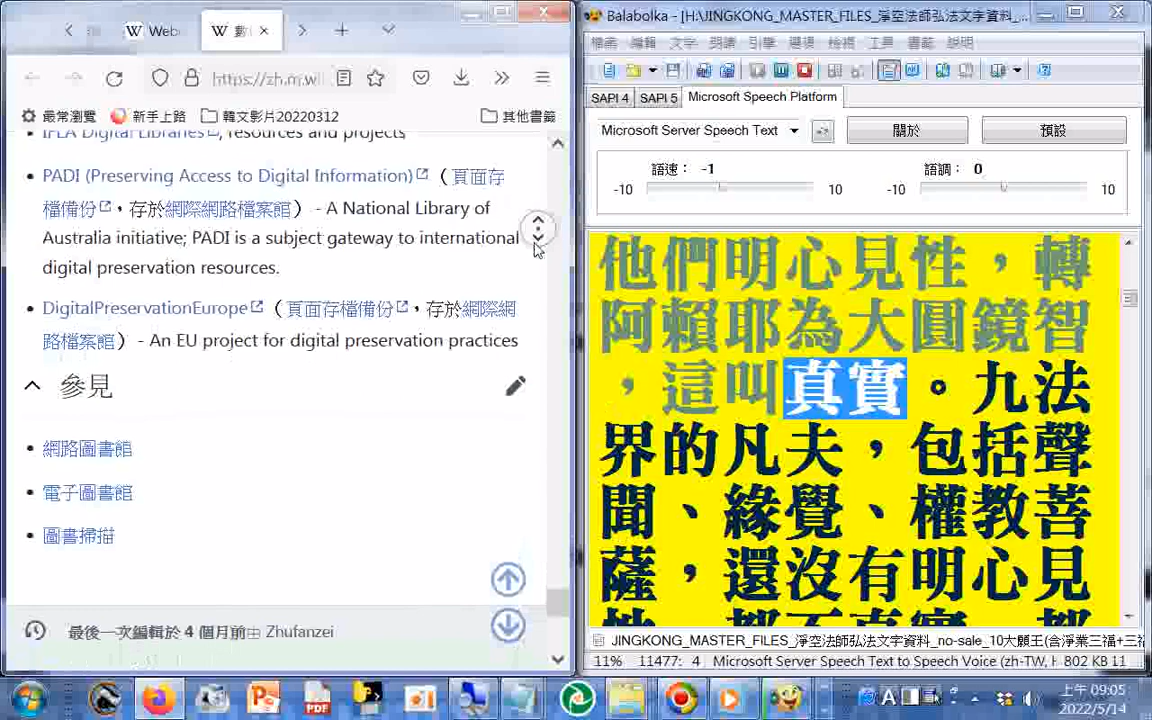 Web
https://zh.m.wi
最常瀏覽
新手上路
韓文影片20220312
其他書籤
IFLA Digital Libraries, resources and projects
PADI (Preserving Access to Digital Information)（頁面存
檔備份，存於網際網路檔案館） - A National Library of
Australia initiative; PADI is a subject gateway to international
digital preservation resources.
DigitalPreservationEurope（頁面存檔備份，存於網際網
路檔案館） - An EU project for digital preservation practices
參見
網路圖書館
電子圖書館
圖書掃描
最後一次編輯於 4 個月前由 Zhufanzei
Balabolka - [H:\JINGKONG_MASTER_FILES_淨空法師弘法文字資料_...
檔案 編輯 文字 朗讀 引擎 選項 檢視 工具 書籤 說明
SAPI 4
SAPI 5
Microsoft Speech Platform
Microsoft Server Speech Text
關於
預設
語速： -1
語調： 0
-10
10
-10
10
他們明心見性，轉
阿賴耶為大圓鏡智
，這叫真實。九法
界的凡夫，包括聲
聞、緣覺、權教菩
薩，還沒有明心見
性，都不真實，都
JINGKONG_MASTER_FILES_淨空法師弘法文字資料_no-sale_10大願王(含淨業三福+三福
11%
11477: 4
Microsoft Server Speech Text to Speech Voice (zh-TW, H
802 KB 11
上午 09:05
2022/5/14